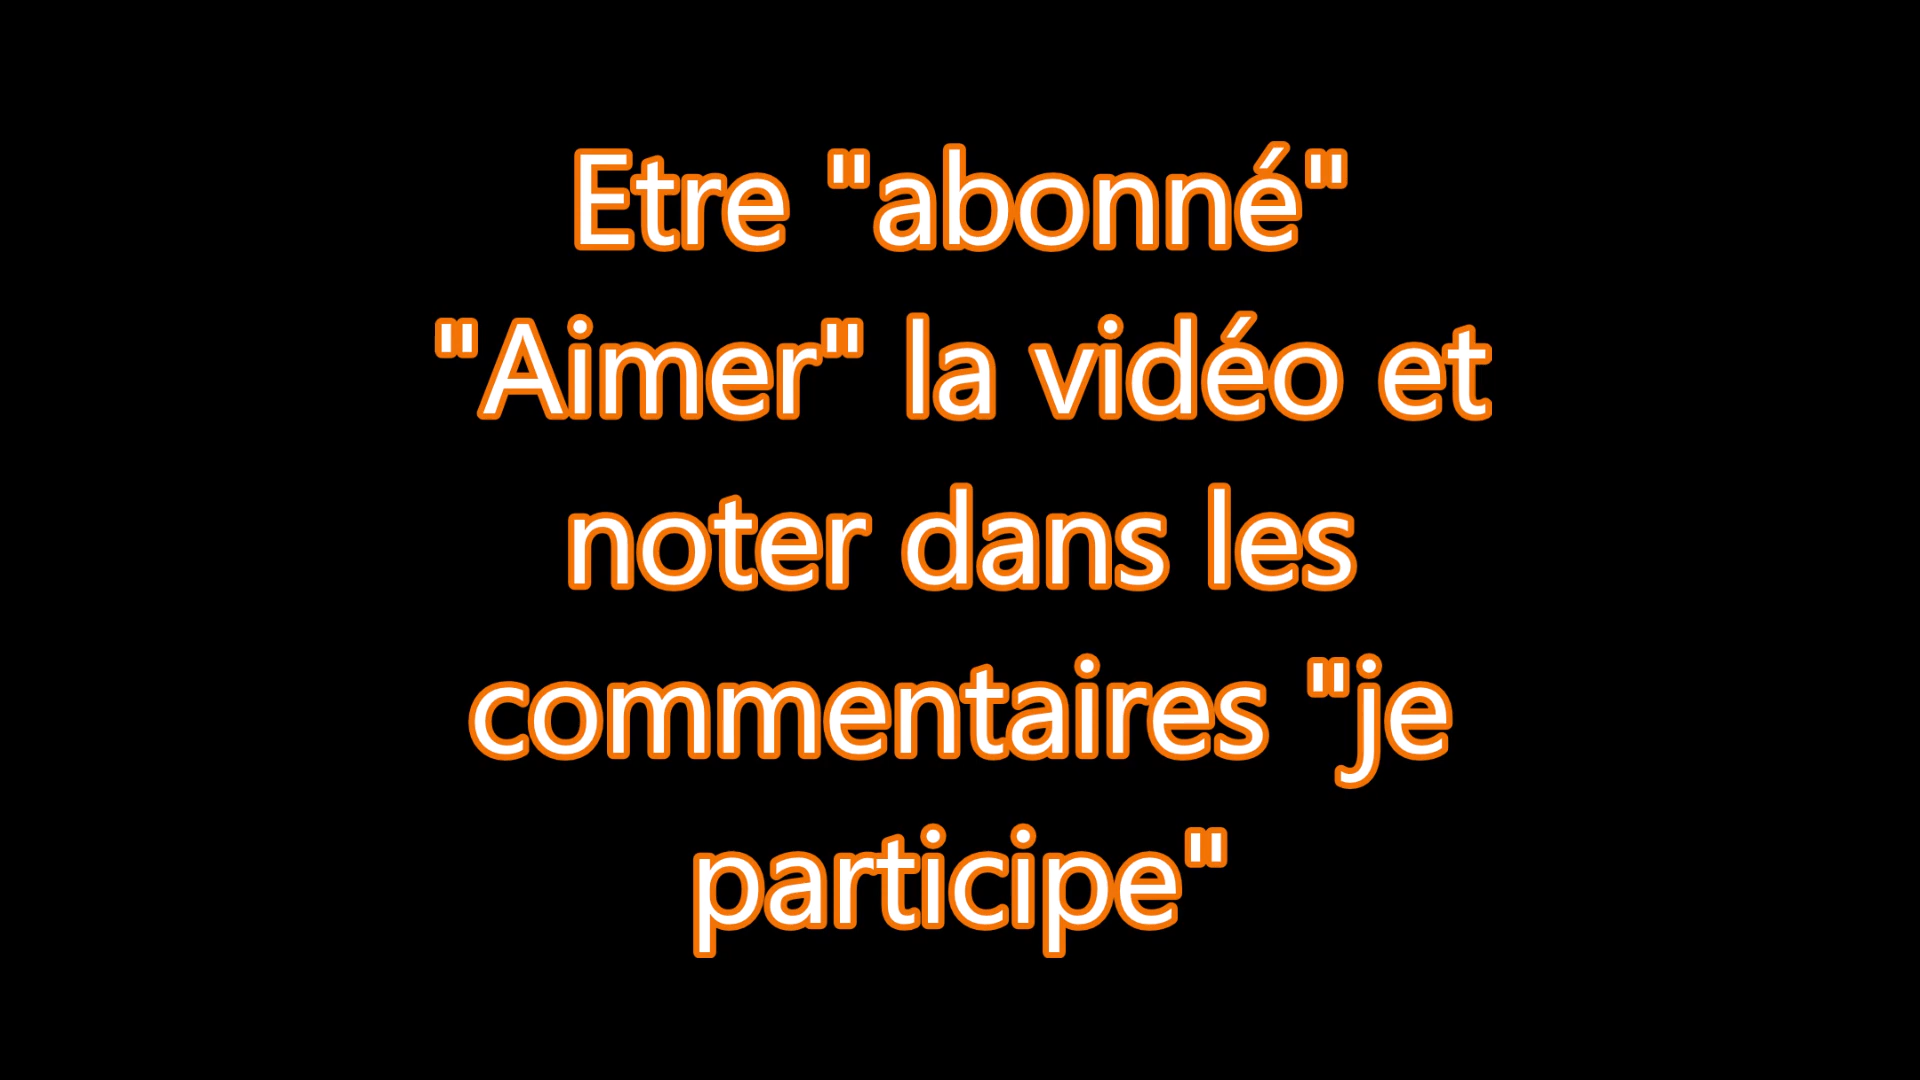 Etre "abonné"
"Aimer" la vidéo et
noter dans les
commentaires "je
participe"